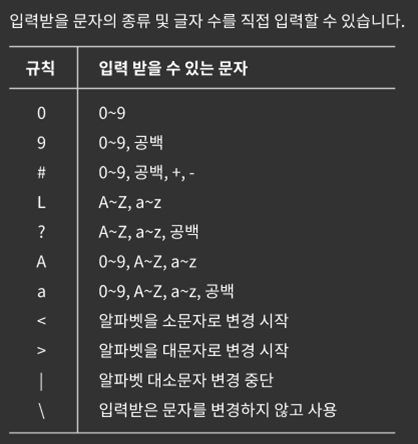 입력받을 문자의 종류 및 글자 수를 직접 입력할 수 있습니다.
규칙 입력 받을 수 있는 문자
0 0~9
9 0~9, 공백
# 0~9, 공백, +, -
L A~Z, a~z
? A~Z, a~z, 공백
A 0~9, A~Z, a~z
a 0~9, A~Z, a~z, 공백
< 알파벳을 소문자로 변경 시작
> 알파벳을 대문자로 변경 시작
| 알파벳 대소문자 변경 중단
\ 입력받은 문자를 변경하지 않고 사용